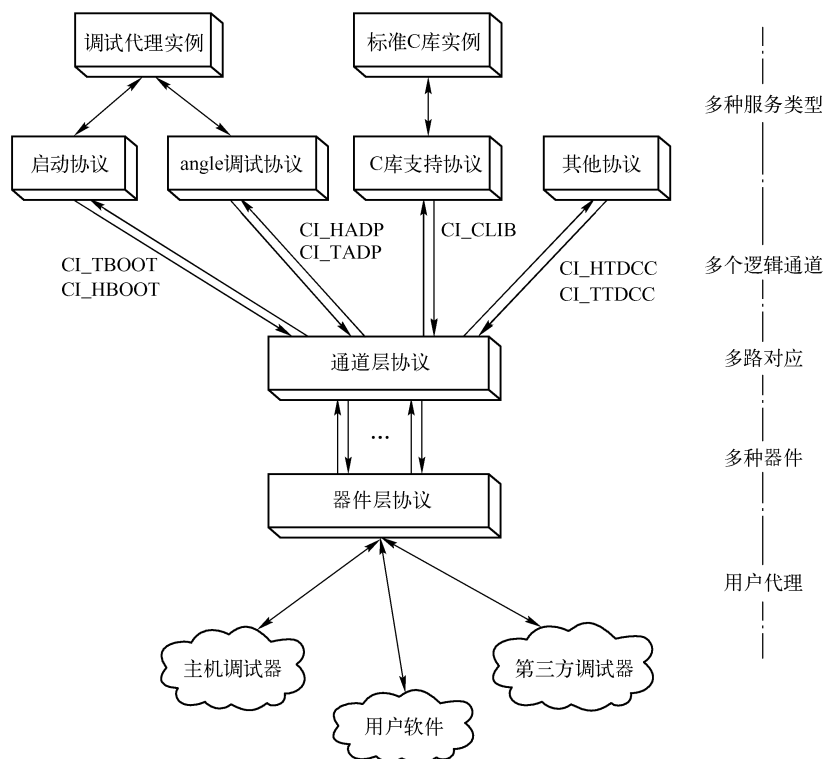 调试代理实例
标准C库实例
多种服务类型
启动协议
angle调试协议
C库支持协议
其他协议
CI_HADP
CI_TADP
CI_CLIB
CI_TBOOT
CI_HBOOT
CI_HTDCC
CI_TTDCC
多个逻辑通道
通道层协议
多路对应
...
多种器件
器件层协议
用户代理
主机调试器
第三方调试器
用户软件